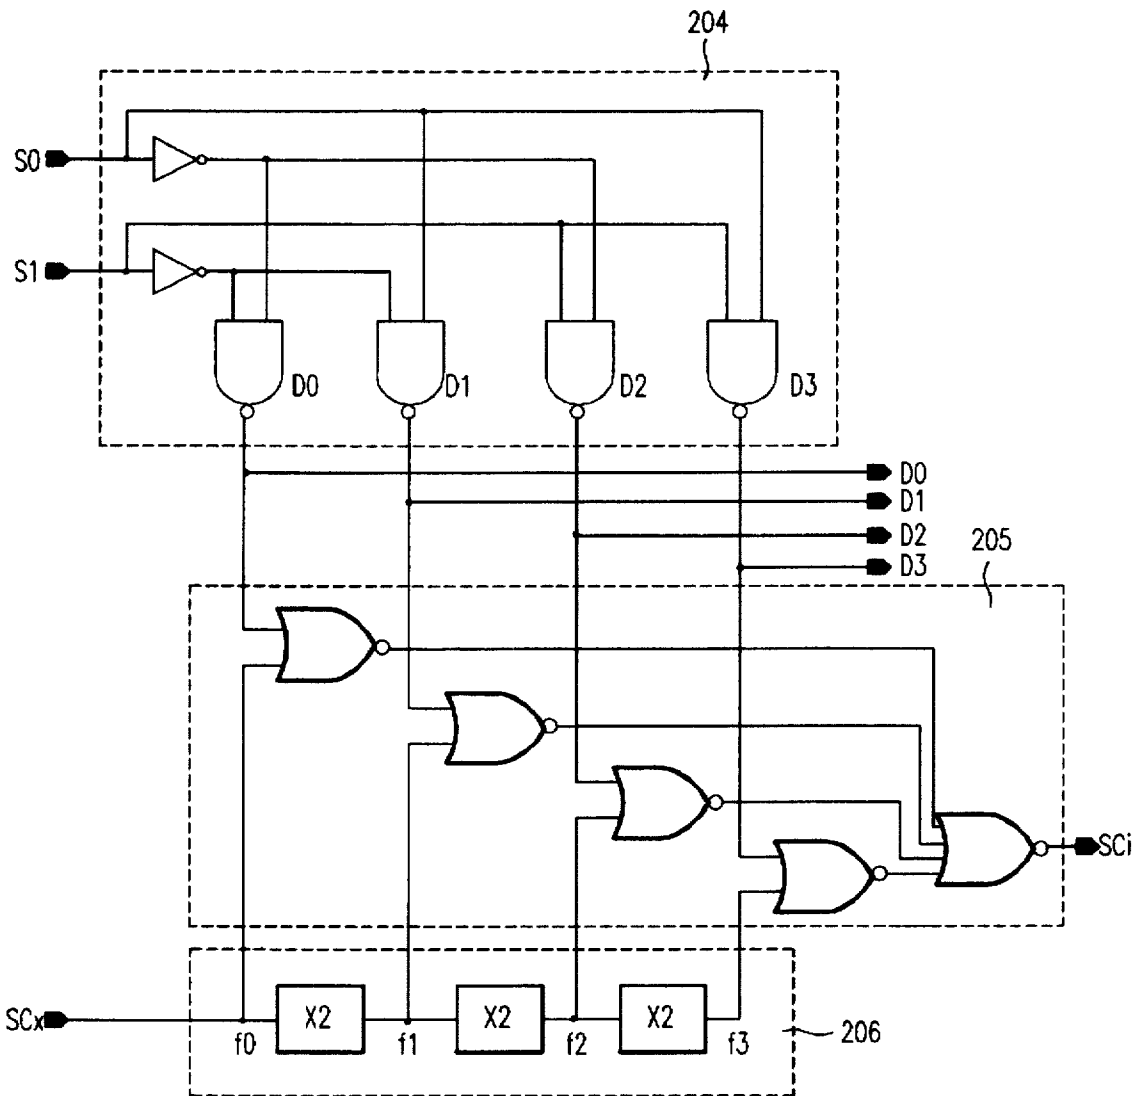 204
S0
S1
D0 D1 D2 D3
D0
D1
D2
D3
205
SCi
X2 X2 X2
SCx
f0 f1 f2 f3
206